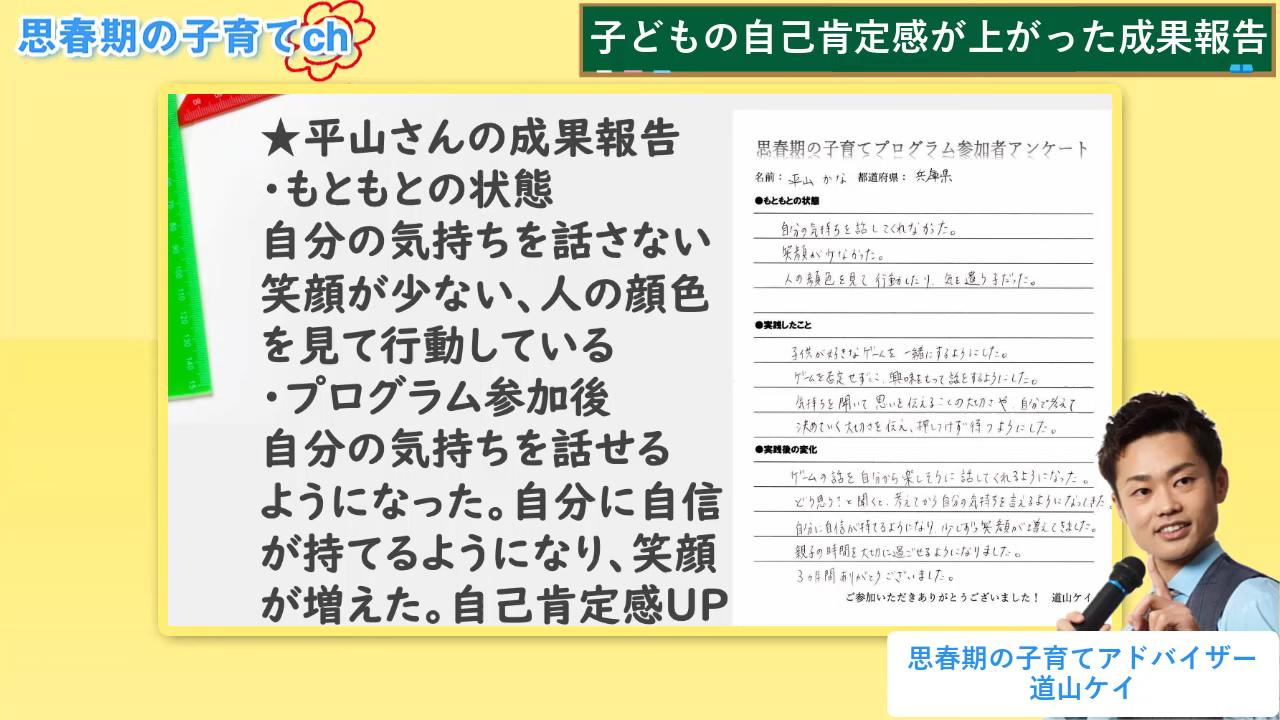 思春期の子育てch
子どもの自己肯定感が上がった成果報告
★平山さんの成果報告
・もともとの状態
自分の気持ちを話さない
笑顔が少ない、人の顔色
を見て行動している
・プログラム参加後
自分の気持ちを話せる
ようになった。自分に自信
が持てるようになり、笑顔
が増えた。自己肯定感UP
思春期の子育てプログラム参加者アンケート
名前： 平山 かな 都道府県： 兵庫県
●もともとの状態
自分の気持ちを話してくれなかった。
笑顔が少なかった。
人の顔色を見て行動したり、気を遣う子だった。
●実践したこと
子供が好きなゲームを一緒にするようにした。
ゲームを否定せずに、興味をもって話をするようにした。
気持ちを聞いて思いを伝えることの大切さや、自分で考えて
決めていく大切さを伝え、押しつけず待つようにした。
●実践後の変化
ゲームの話を自分から楽しそうに話してくれるようになった。
どう思う？と聞くと、考えてから自分の気持ちを言えるようになってきた。
自分に自信が持てるようになり、少しずつ笑顔が増えてきました。
親子の時間を大切に過ごせるようになりました。
3ヶ月間ありがとうございました。
ご参加いただきありがとうございました！ 道山ケイ
思春期の子育てアドバイザー
道山ケイ